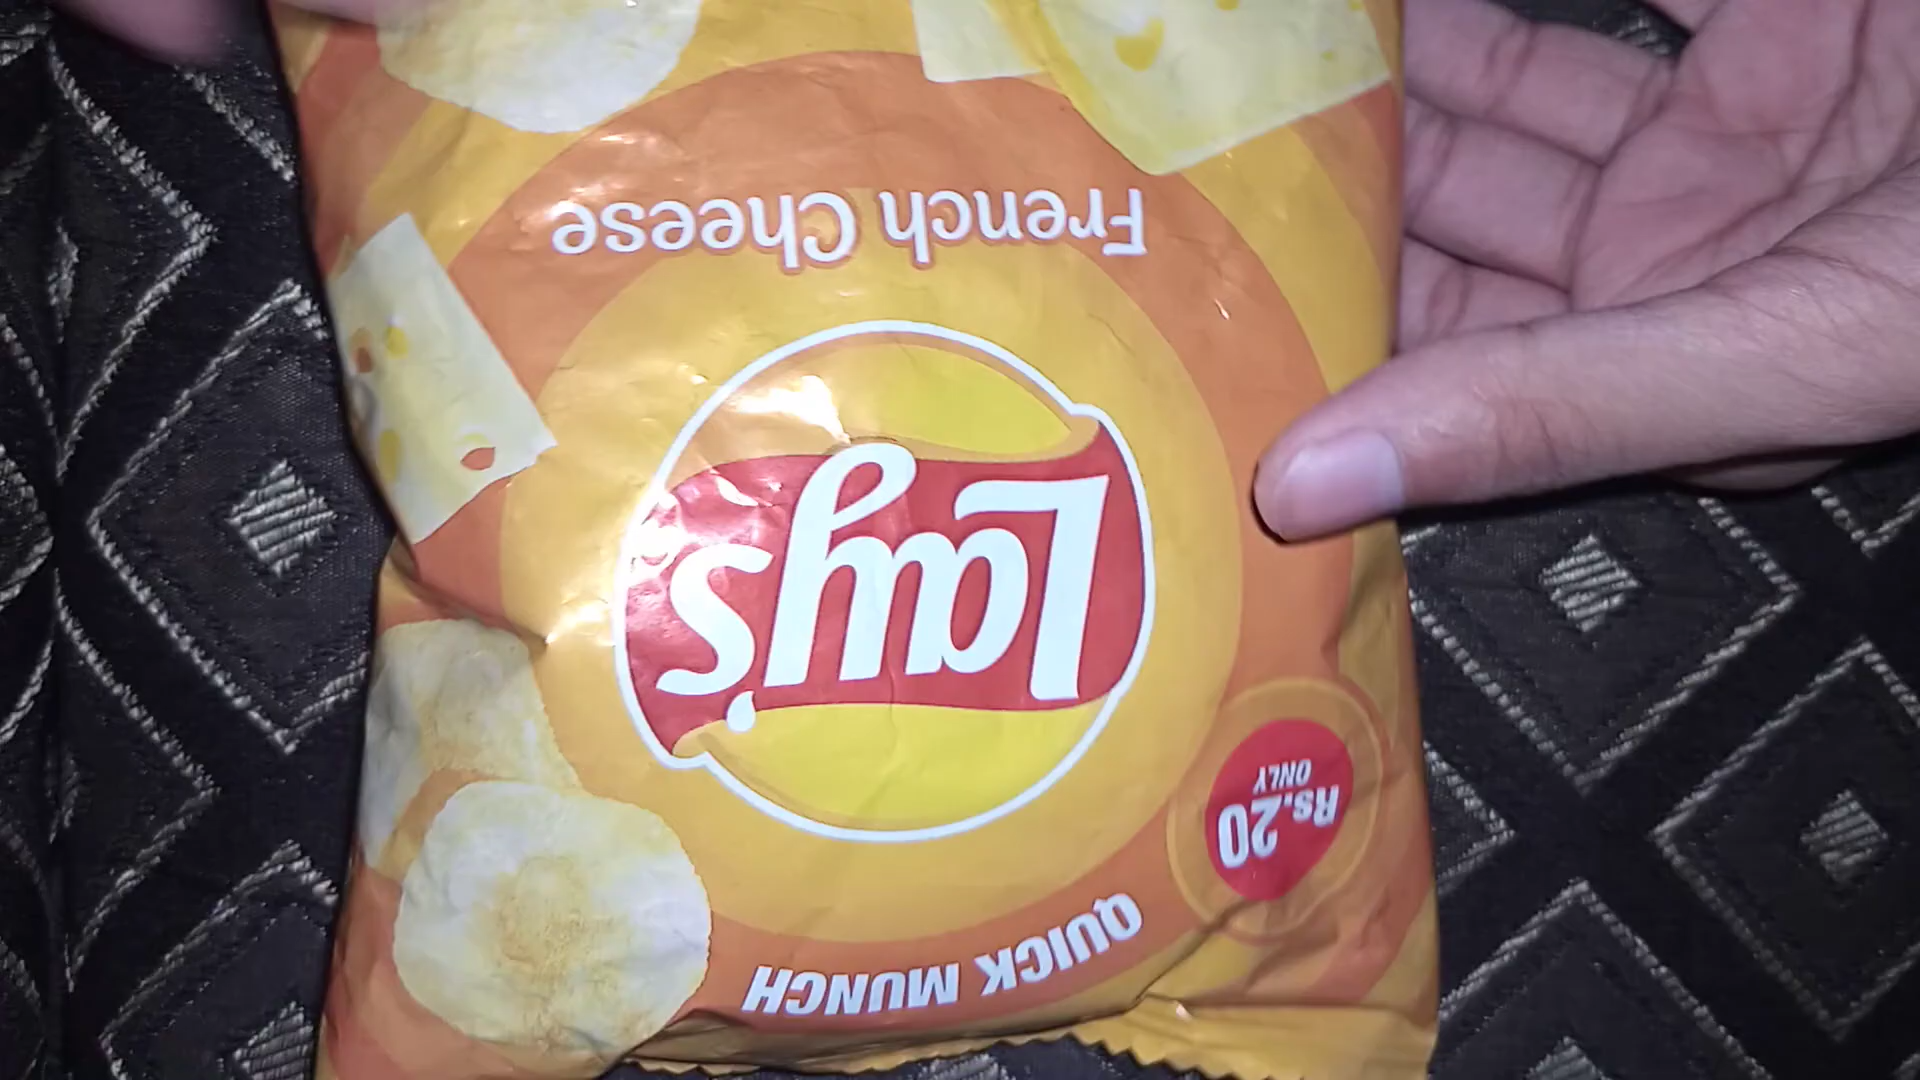 QUICK MUNCH
Rs.20
ONLY
Lay's
French Cheese